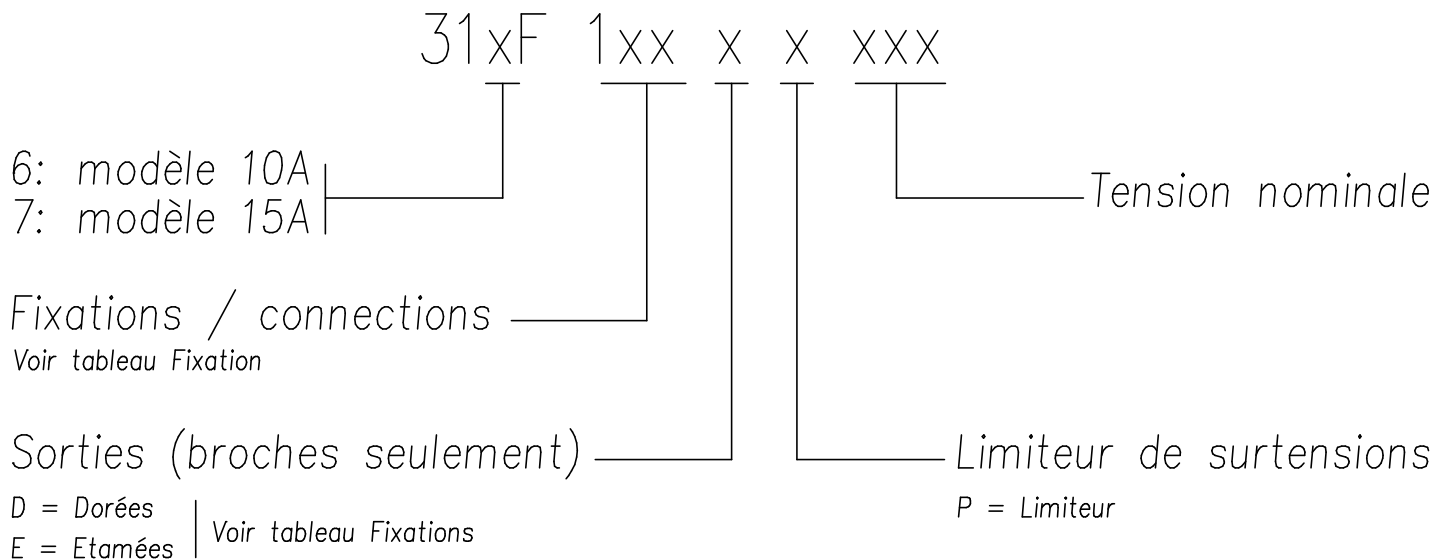 31xF 1xx x x xxx
6: modèle 10A
7: modèle 15A
Tension nominale
Fixations / connections
Voir tableau Fixation
Sorties (broches seulement)
D = Dorées
E = Etamées
Voir tableau Fixations
Limiteur de surtensions
P = Limiteur